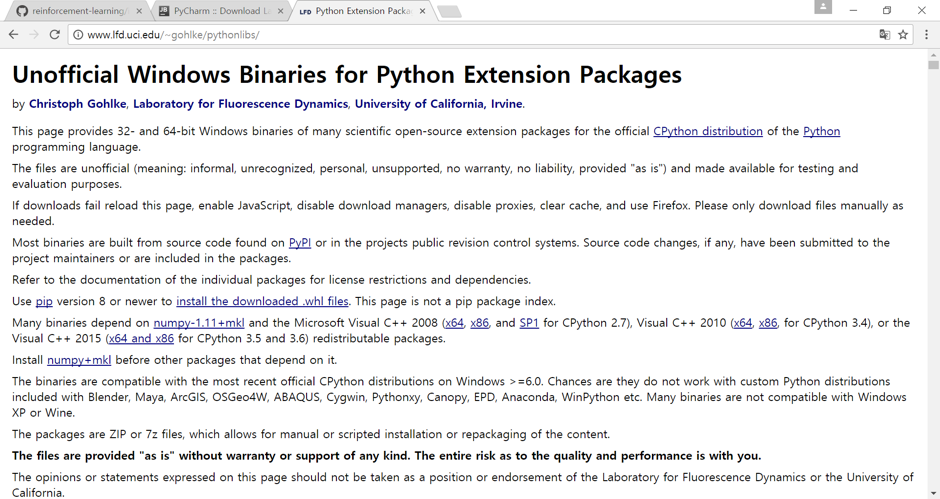 reinforcement-learning/
PyCharm :: Download La
LFD Python Extension Packa
www.lfd.uci.edu/~gohlke/pythonlibs/
Unofficial Windows Binaries for Python Extension Packages
by Christoph Gohlke, Laboratory for Fluorescence Dynamics, University of California, Irvine.
This page provides 32- and 64-bit Windows binaries of many scientific open-source extension packages for the official CPython distribution of the Python
programming language.
The files are unofficial (meaning: informal, unrecognized, personal, unsupported, no warranty, no liability, provided "as is") and made available for testing and
evaluation purposes.
If downloads fail reload this page, enable JavaScript, disable download managers, disable proxies, clear cache, and use Firefox. Please only download files manually as
needed.
Most binaries are built from source code found on PyPI or in the projects public revision control systems. Source code changes, if any, have been submitted to the
project maintainers or are included in the packages.
Refer to the documentation of the individual packages for license restrictions and dependencies.
Use pip version 8 or newer to install the downloaded .whl files. This page is not a pip package index.
Many binaries depend on numpy-1.11+mkl and the Microsoft Visual C++ 2008 (x64, x86, and SP1 for CPython 2.7), Visual C++ 2010 (x64, x86, for CPython 3.4), or the
Visual C++ 2015 (x64 and x86 for CPython 3.5 and 3.6) redistributable packages.
Install numpy+mkl before other packages that depend on it.
The binaries are compatible with the most recent official CPython distributions on Windows >=6.0. Chances are they do not work with custom Python distributions
included with Blender, Maya, ArcGIS, OSGeo4W, ABAQUS, Cygwin, Pythonxy, Canopy, EPD, Anaconda, WinPython etc. Many binaries are not compatible with Windows
XP or Wine.
The packages are ZIP or 7z files, which allows for manual or scripted installation or repackaging of the content.
The files are provided "as is" without warranty or support of any kind. The entire risk as to the quality and performance is with you.
The opinions or statements expressed on this page should not be taken as a position or endorsement of the Laboratory for Fluorescence Dynamics or the University of
California.